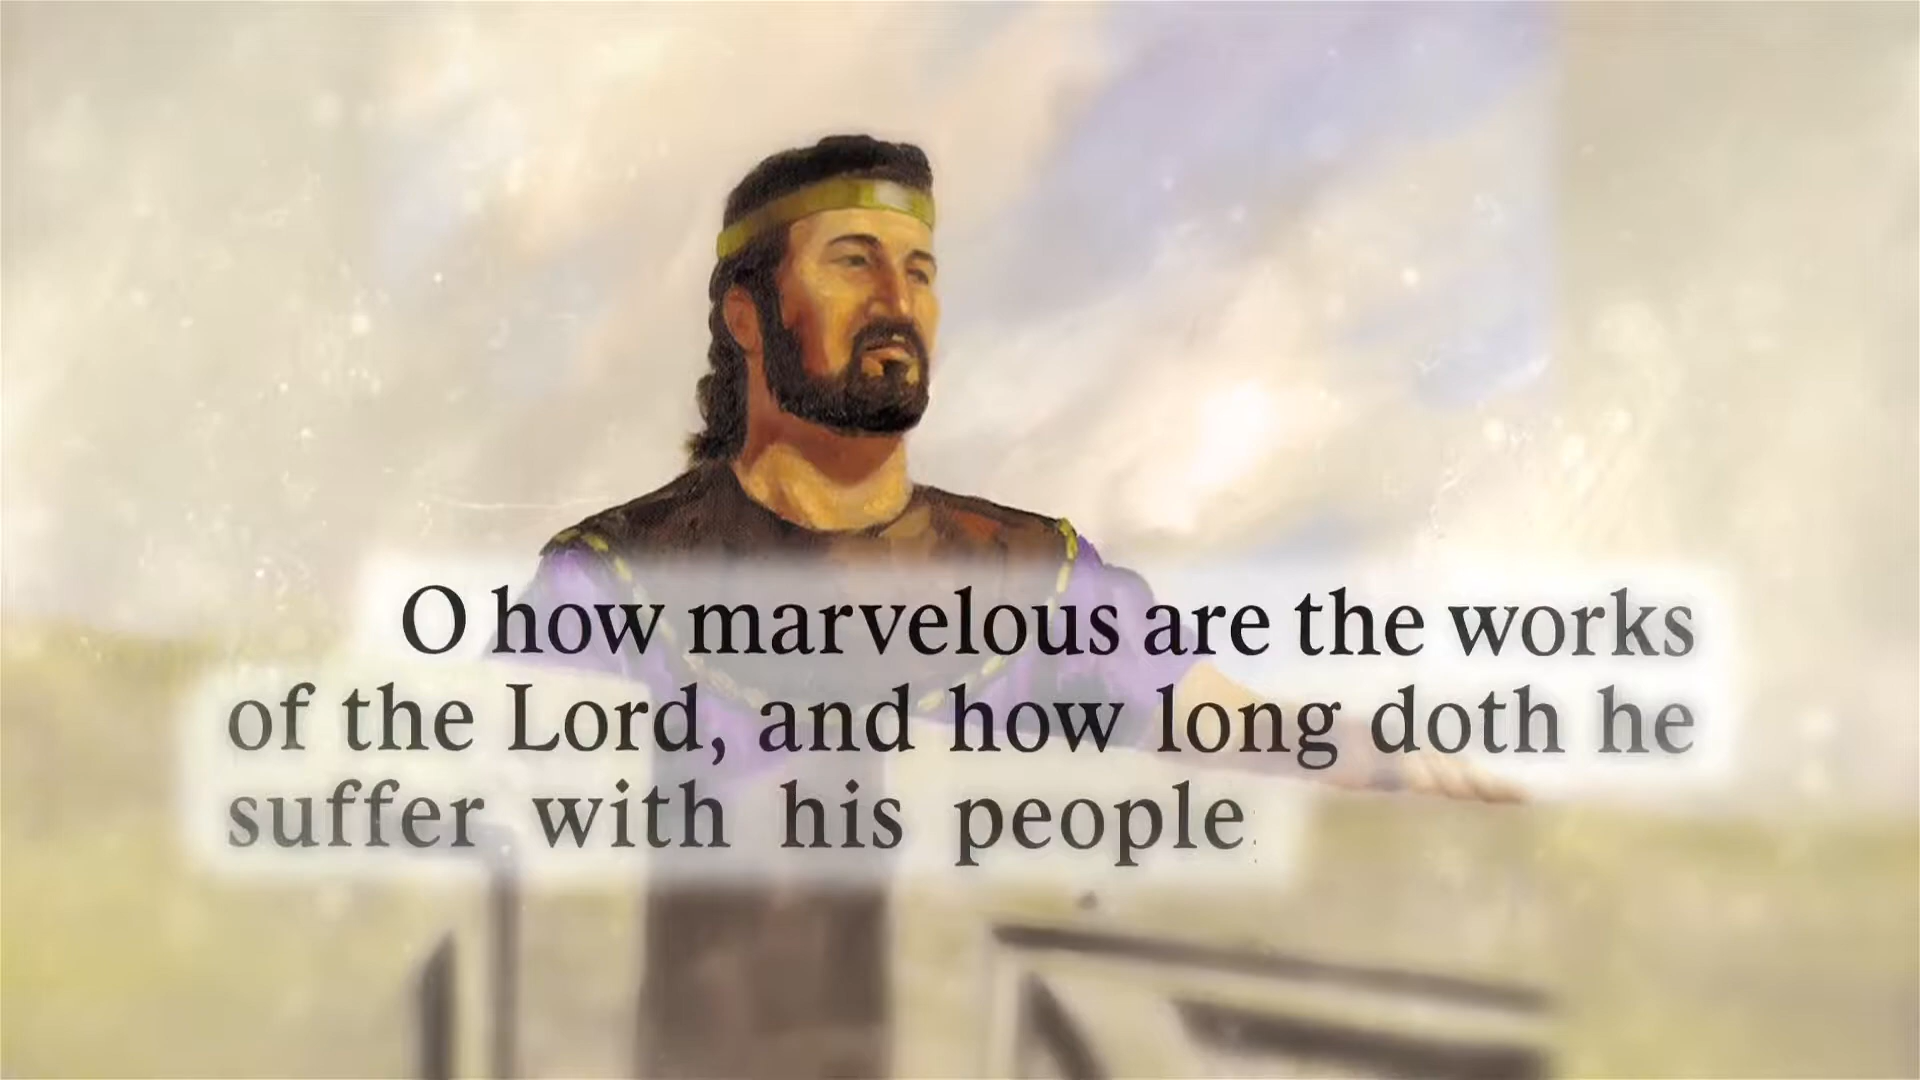 O how marvelous are the works
of the Lord, and how long doth he
suffer with his people